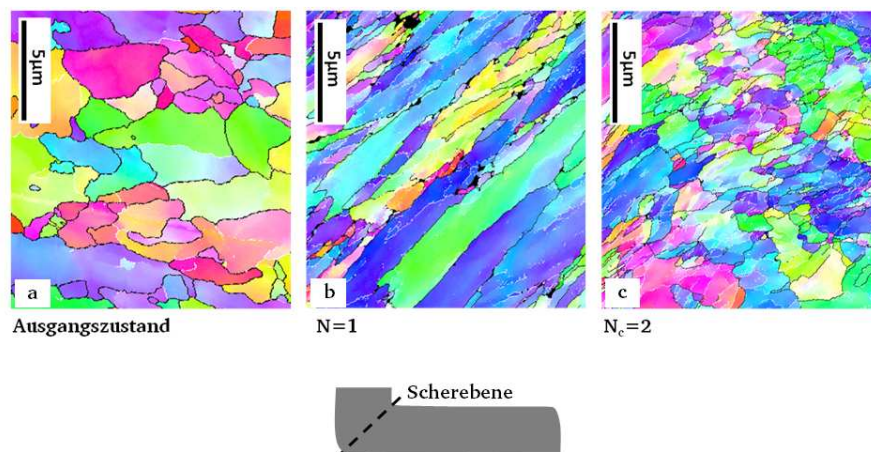 5µm
5µm
5µm
a
b
c
Ausgangszustand
N=1
N_c=2
Scherebene